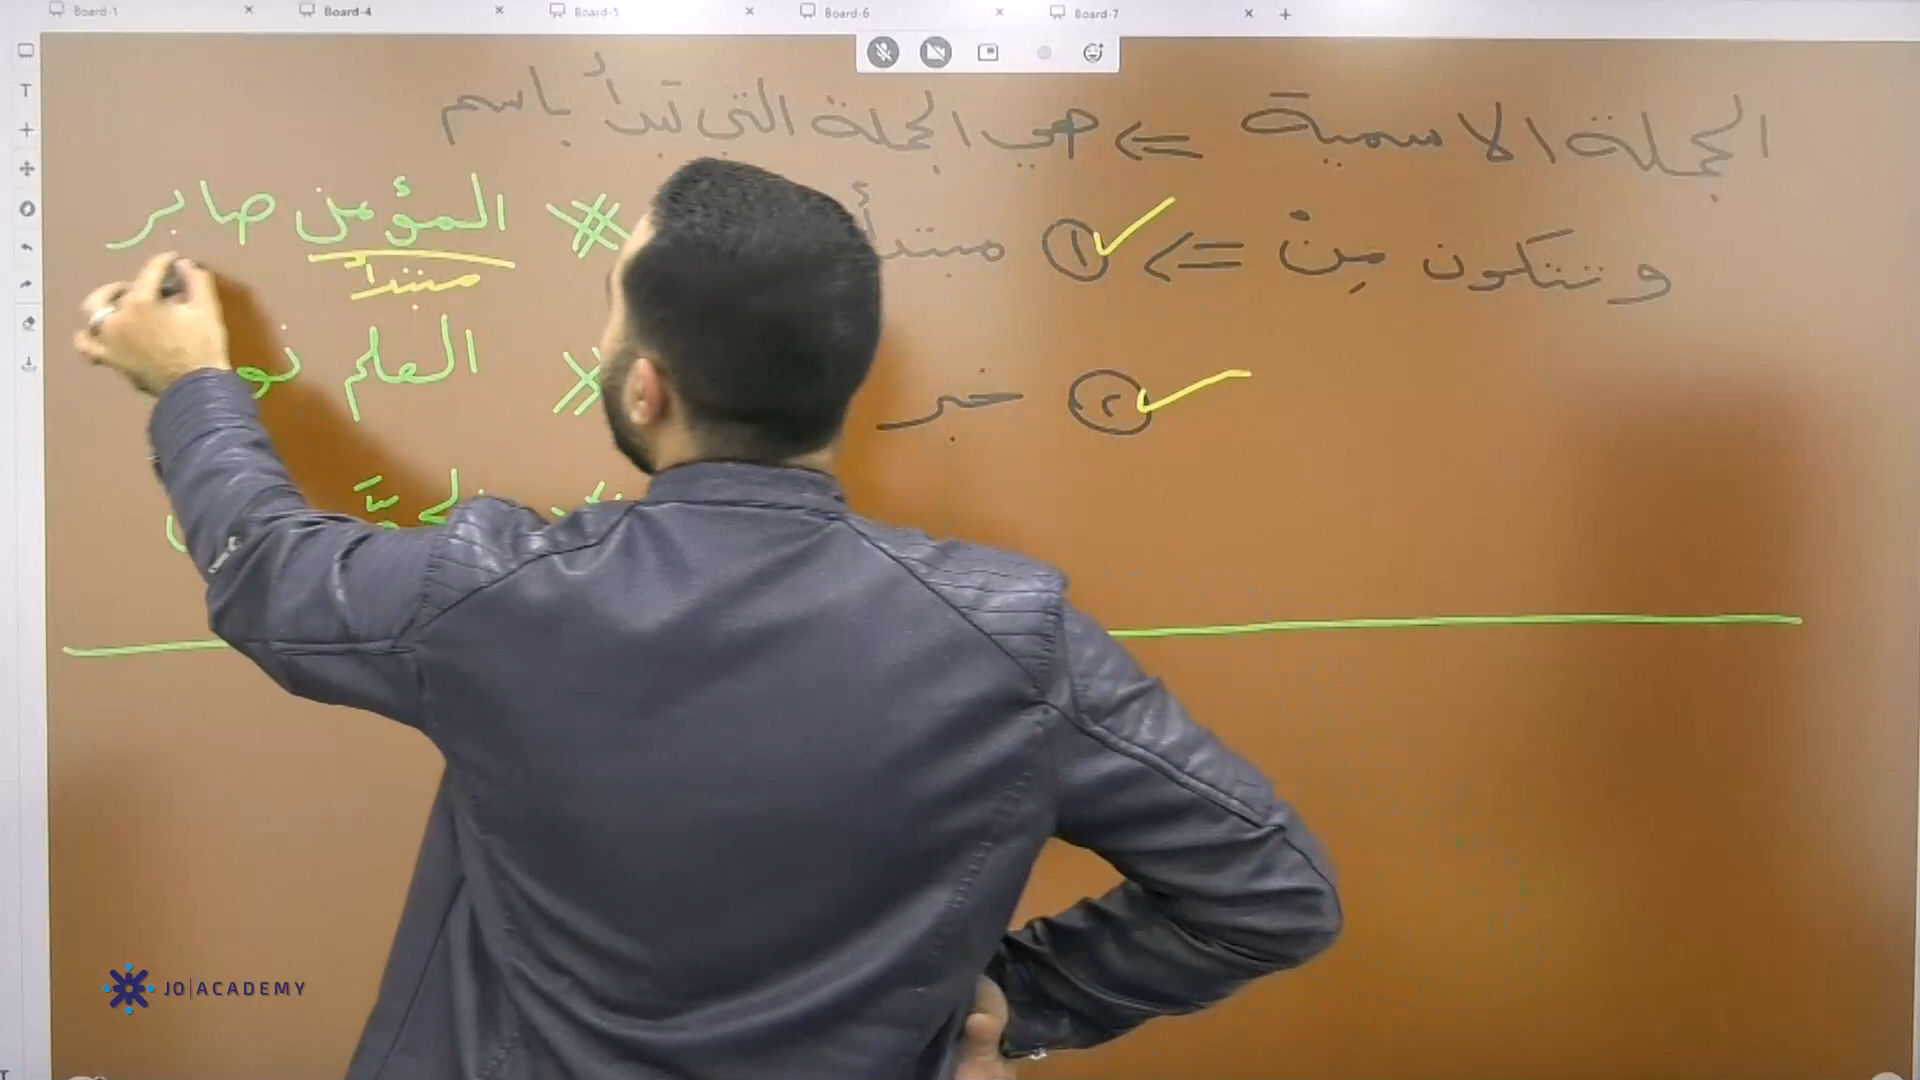 Board-1
Board-4
Board-5
Board-6
Board-7
الجملة الاسمية <= هي الجملة التي تبدأ باسم
وتتكون مِنْ <= ١ مبتدأ
٢ خبر
المؤمن صابر
مبتدأ
العلم
JO|ACADEMY